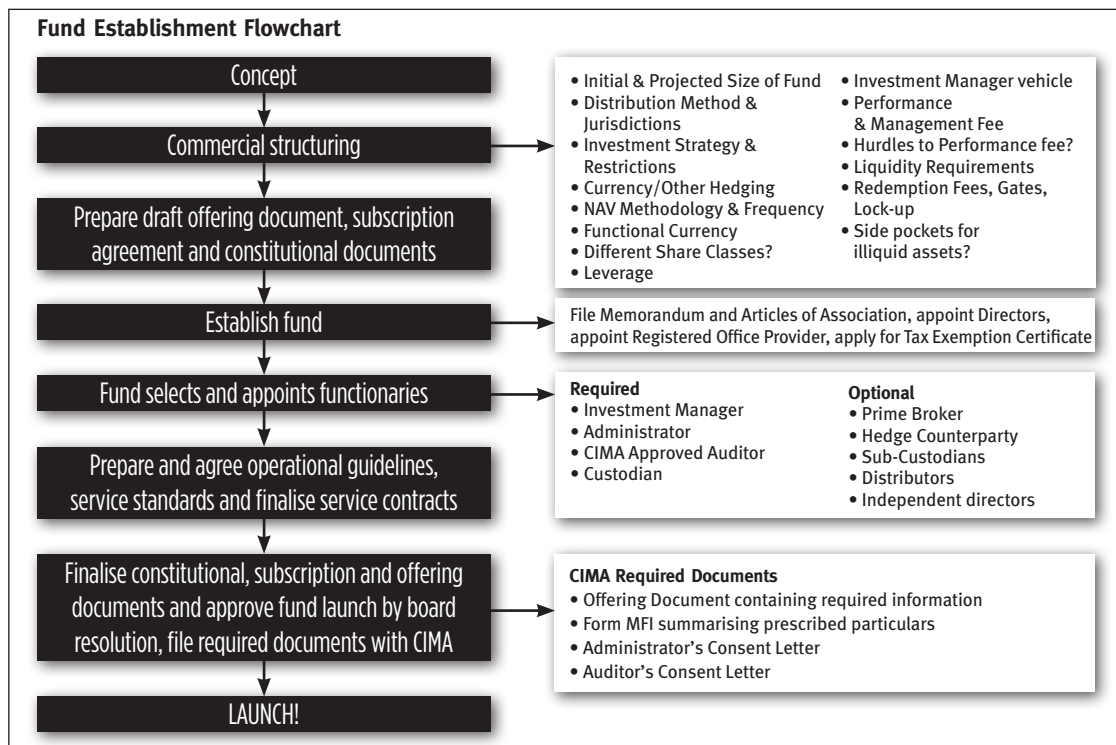 Fund Establishment Flowchart
Concept
Commercial structuring
• Initial & Projected Size of Fund
• Distribution Method &
Jurisdictions
• Investment Strategy &
Restrictions
• Currency/Other Hedging
• NAV Methodology & Frequency
• Functional Currency
• Different Share Classes?
• Leverage
• Investment Manager vehicle
• Performance
& Management Fee
• Hurdles to Performance fee?
• Liquidity Requirements
• Redemption Fees, Gates,
Lock-up
• Side pockets for
illiquid assets?
Prepare draft offering document, subscription
agreement and constitutional documents
Establish fund
File Memorandum and Articles of Association, appoint Directors,
appoint Registered Office Provider, apply for Tax Exemption Certificate
Fund selects and appoints functionaries
Required
• Investment Manager
• Administrator
• CIMA Approved Auditor
• Custodian
Optional
• Prime Broker
• Hedge Counterparty
• Sub-Custodians
• Distributors
• Independent directors
Prepare and agree operational guidelines,
service standards and finalise service contracts
Finalise constitutional, subscription and offering
documents and approve fund launch by board
resolution, file required documents with CIMA
CIMA Required Documents
• Offering Document containing required information
• Form MFI summarising prescribed particulars
• Administrator's Consent Letter
• Auditor's Consent Letter
LAUNCH!